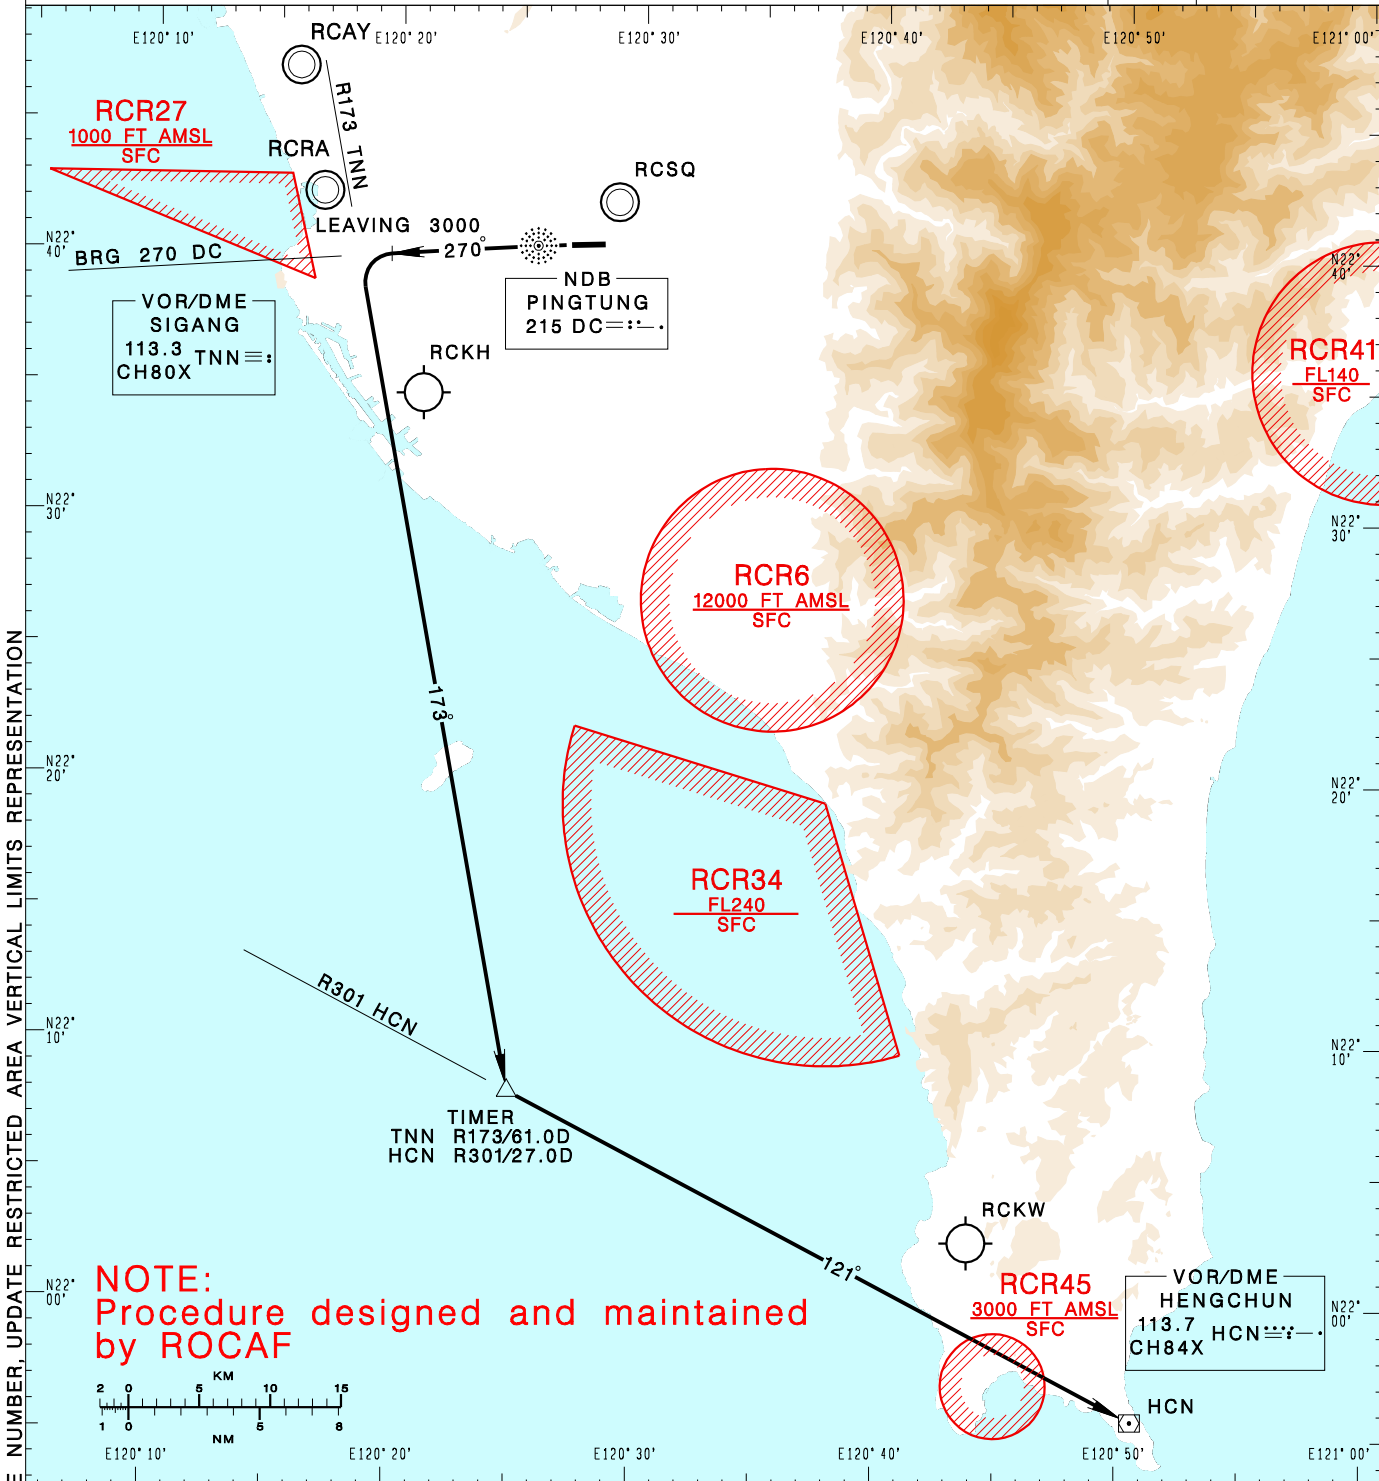 E120°10'
E120°20'
E120°30'
E120°40'
E120°50'
E121°00'
RCAY
R173 TNN
RCR27
1000 FT AMSL
SFC
RCRA
RCSQ
LEAVING 3000
270°
N22°
40'
BRG 270 DC
N22°
40'
NDB
PINGTUNG
215 DC
VOR/DME
SIGANG
113.3
CH80X
TNN
RCKH
RCR41
FL140
SFC
N22°
30'
N22°
30'
RCR6
12000 FT AMSL
SFC
173°
N22°
20'
N22°
20'
RCR34
FL240
SFC
R301 HCN
N22°
10'
N22°
10'
TIMER
TNN R173/61.0D
HCN R301/27.0D
RCKW
121°
N22°
00'
N22°
00'
RCR45
3000 FT AMSL
SFC
VOR/DME
HENGCHUN
113.7
CH84X
HCN
NOTE:
Procedure designed and maintained
by ROCAF
KM
2 0 5 10 15
1 0 5 8
NM
HCN
E120°10'
E120°20'
E120°30'
E120°40'
E120°50'
E121°00'
NUMBER, UPDATE RESTRICTED AREA VERTICAL LIMITS REPRESENTATION